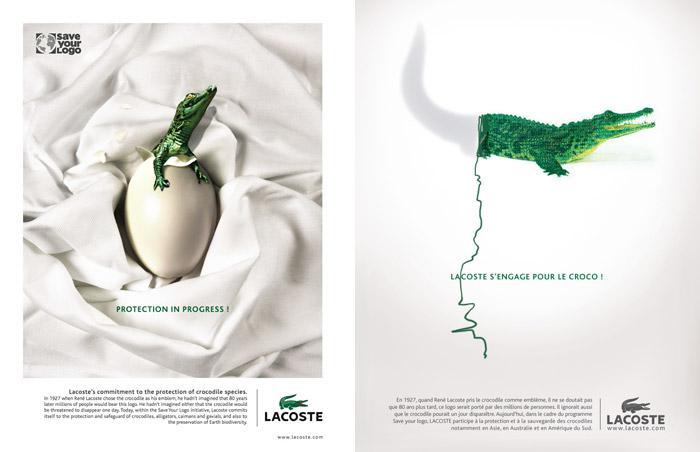 save
your
Logo
PROTECTION IN PROGRESS !
Lacoste's commitment to the protection of crocodile species.
In 1927 when René Lacoste chose the crocodile as his emblem, he hadn't imagined that 80 years
later millions of people would bear this logo. He hadn't imagined either that the crocodile would
be threatened to disappear one day. Today, within the Save Your Logo initiative, Lacoste commits
itself to the protection and safeguard of crocodiles, alligators, caimans and gavials, and also to
the preservation of Earth biodiversity.
LACOSTE
www.lacoste.com
LACOSTE S'ENGAGE POUR LE CROCO !
En 1927, quand René Lacoste pris le crocodile comme emblème, il ne se doutait pas
que 80 ans plus tard, ce logo serait porté par des millions de personnes. Il ignorait aussi
que le crocodile pourait un jour disparaitre. Aujourd'hui, dans le cadre du programme
Save your logo, LACOSTE participe à la protection et à la sauvegarde des crocodiles
notamment en Asie, en Australie et en Amérique du Sud.
LACOSTE
www.lacoste.com